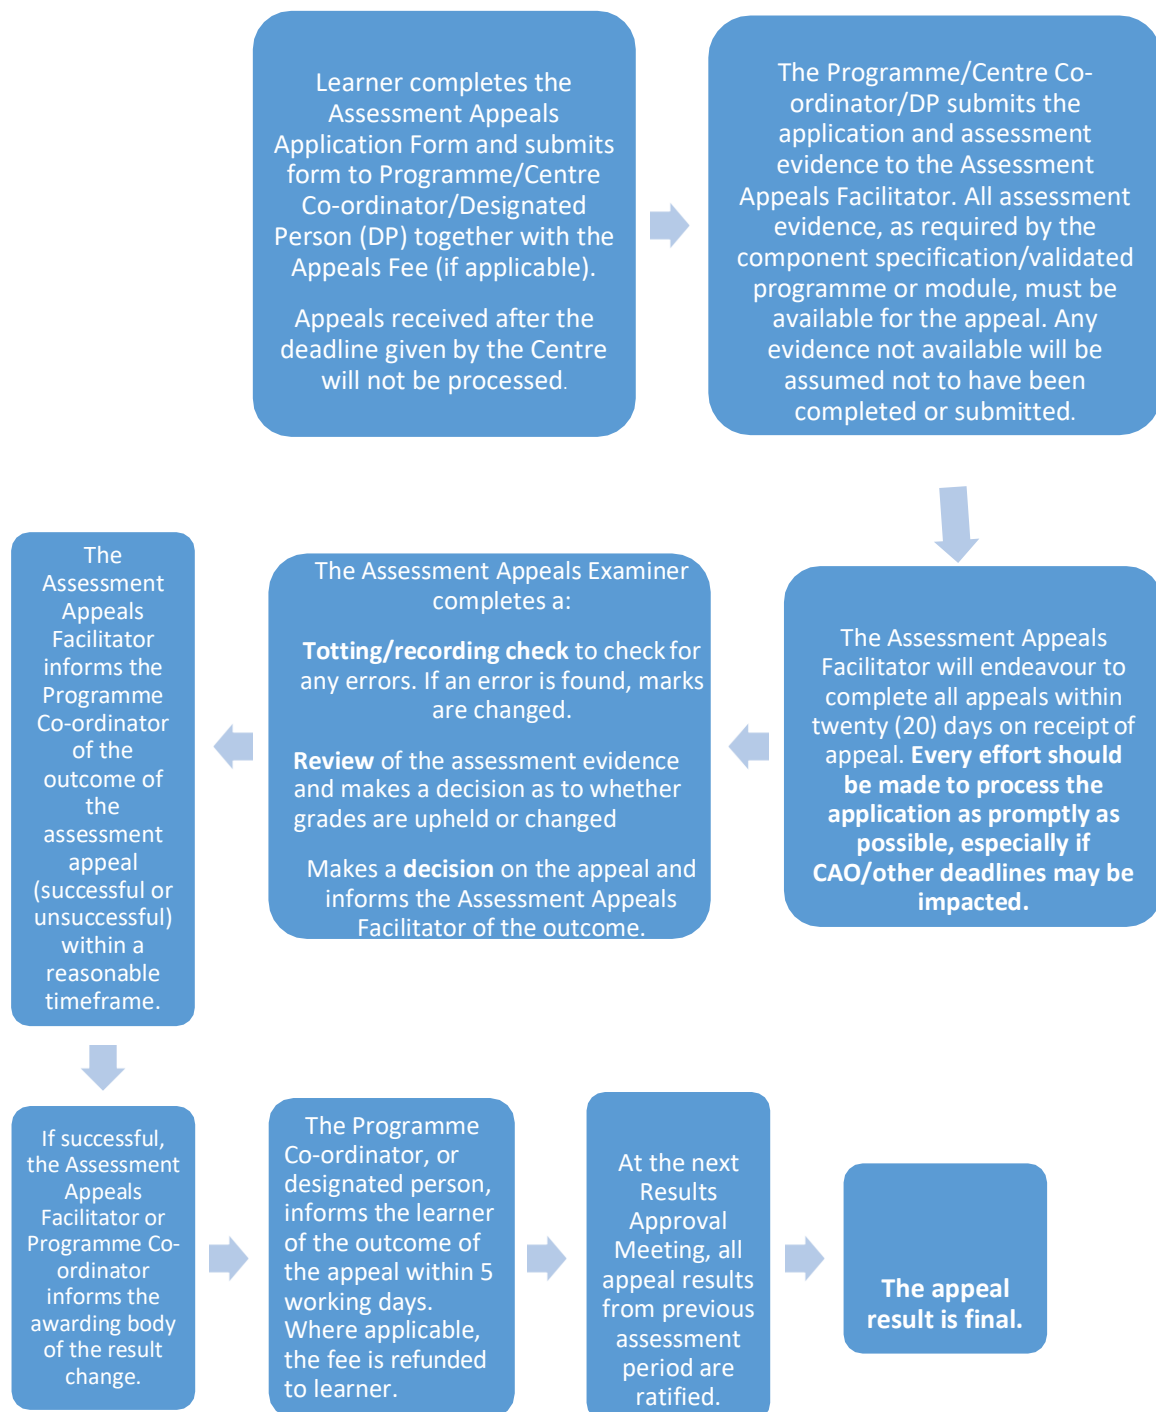 Learner completes the
Assessment Appeals
Application Form and submits
form to Programme/Centre
Co-ordinator/Designated
Person (DP) together with the
Appeals Fee (if applicable).
Appeals received after the
deadline given by the Centre
will not be processed.
The Programme/Centre Co-
ordinator/DP submits the
application and assessment
evidence to the Assessment
Appeals Facilitator. All assessment
evidence, as required by the
component specification/validated
programme or module, must be
available for the appeal. Any
evidence not available will be
assumed not to have been
completed or submitted.
The Assessment Appeals
Facilitator will endeavour to
complete all appeals within
twenty (20) days on receipt of
appeal. Every effort should
be made to process the
application as promptly as
possible, especially if
CAO/other deadlines may be
impacted.
The Assessment Appeals Examiner
completes a:
Totting/recording check to check for
any errors. If an error is found, marks
are changed.
Review of the assessment evidence
and makes a decision as to whether
grades are upheld or changed
Makes a decision on the appeal and
informs the Assessment Appeals
Facilitator of the outcome.
The
Assessment
Appeals
Facilitator
informs the
Programme
Co-ordinator
of the
outcome of
the
assessment
appeal
(successful or
unsuccessful)
within a
reasonable
timeframe.
If successful,
the Assessment
Appeals
Facilitator or
Programme Co-
ordinator
informs the
awarding body
of the result
change.
The Programme
Co-ordinator, or
designated person,
informs the learner
of the outcome of
the appeal within 5
working days.
Where applicable,
the fee is refunded
to learner.
At the next
Results
Approval
Meeting, all
appeal results
from previous
assessment
period are
ratified.
The appeal
result is final.